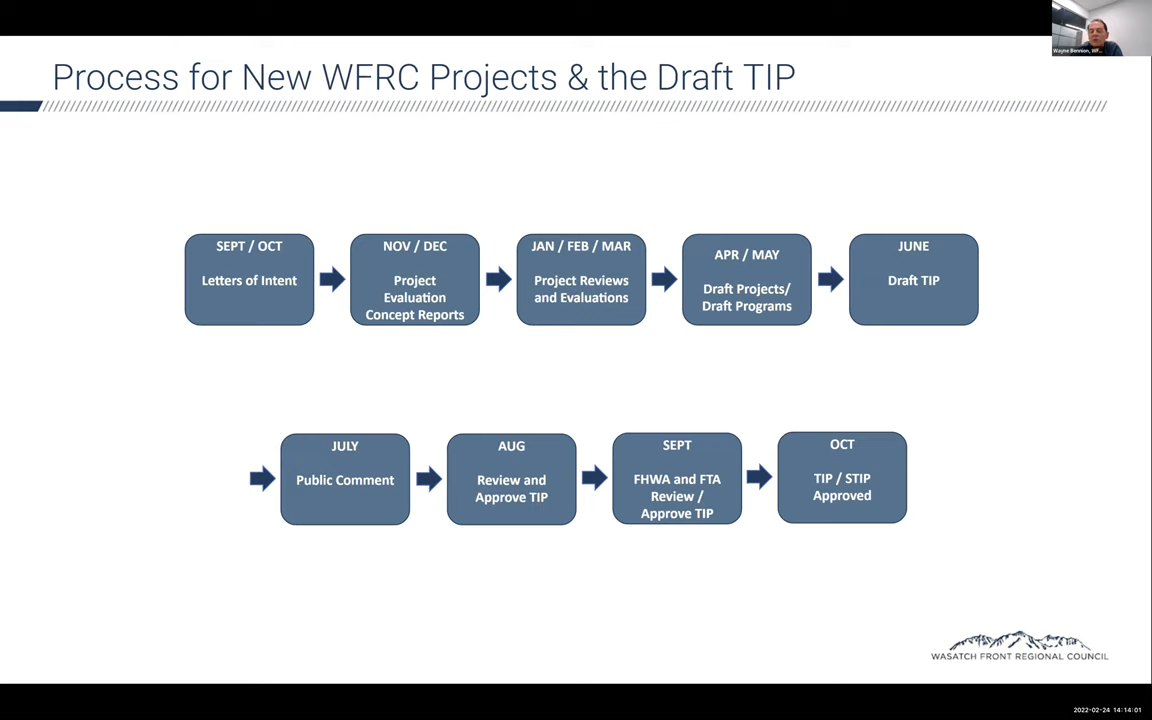 Wayne Bennion, WF...
Process for New WFRC Projects & the Draft TIP
SEPT / OCT
Letters of Intent
NOV / DEC
Project
Evaluation
Concept Reports
JAN / FEB / MAR
Project Reviews
and Evaluations
APR / MAY
Draft Projects/
Draft Programs
JUNE
Draft TIP
JULY
Public Comment
AUG
Review and
Approve TIP
SEPT
FHWA and FTA
Review /
Approve TIP
OCT
TIP / STIP
Approved
WASATCH FRONT REGIONAL COUNCIL
2022-02-24 14:14:01